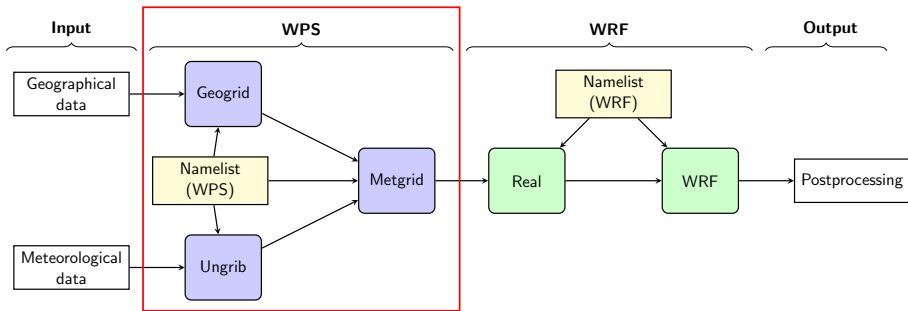 Input
WPS
WRF
Output
Geographical
data
Geogrid
Namelist
(WRF)
Namelist
(WPS)
Metgrid
Real
WRF
Postprocessing
Meteorological
data
Ungrib